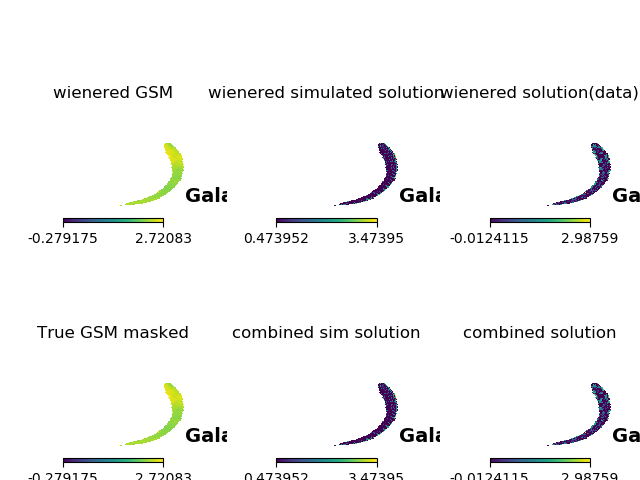 wienered GSM
wienered simulated solution
wienered solution(data)
Gala
Gala
Ga
-0.279175 2.72083
0.473952 3.47395
-0.0124115 2.98759
True GSM masked
combined sim solution
combined solution
Gala
Gala
Ga
-0.279175 2.72083
0.473952 3.47395
-0.0124115 2.98759